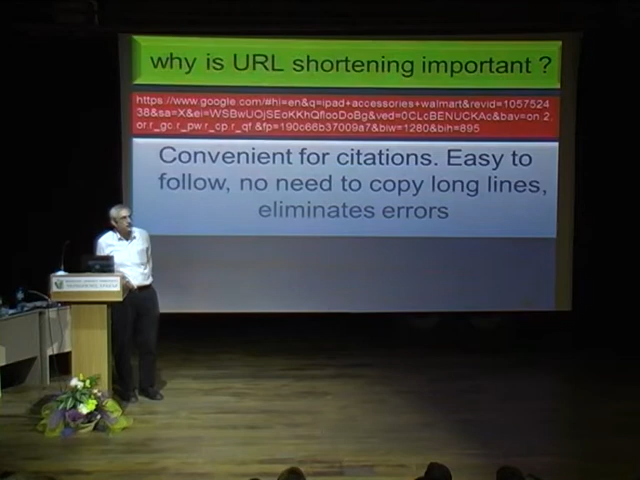 why is URL shortening important ?
https://www.google.com/#hl=en&q=ipad+accessories+walmart&revid=1057524
38&sa=X&ei=WSBwUOjSEoKKhQfIooDoBg&ved=0CLcBENUCKAc&bav=on.2
or.r_gc.r_pw.r_cp.r_qf.&fp=190c66b37009a7&biw=1280&bih=895
Convenient for citations. Easy to
follow, no need to copy long lines,
eliminates errors